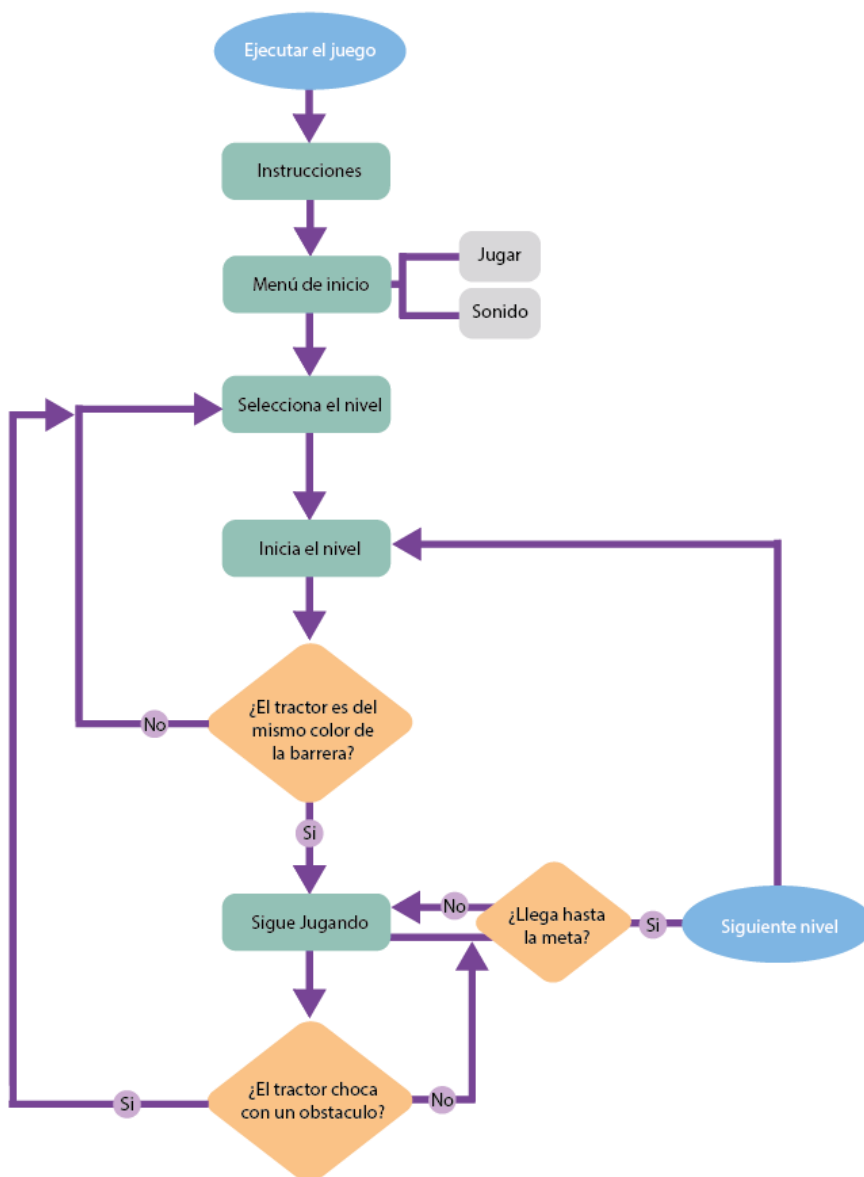 Ejecutar el juego
Instrucciones
Menú de inicio
Jugar
Sonido
Selecciona el nivel
Inicia el nivel
¿El tractor es del
mismo color de
la barrera?
No
Si
Sigue Jugando
No
¿Llega hasta
la meta?
Si
Siguiente nivel
¿El tractor choca
con un obstaculo?
Si
No